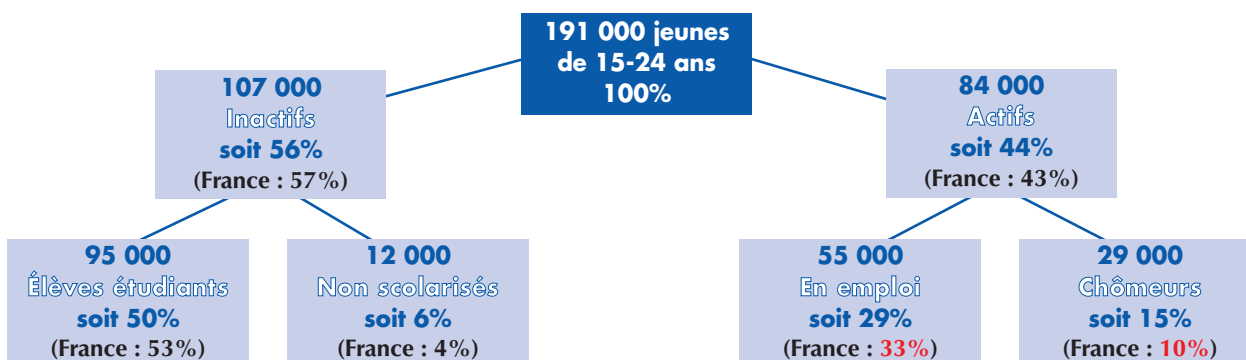 191 000 jeunes
de 15-24 ans
100%
107 000
Inactifs
soit 56%
(France : 57%)
84 000
Actifs
soit 44%
(France : 43%)
95 000
Élèves étudiants
soit 50%
(France : 53%)
12 000
Non scolarisés
soit 6%
(France : 4%)
55 000
En emploi
soit 29%
(France : 33%)
29 000
Chômeurs
soit 15%
(France : 10%)